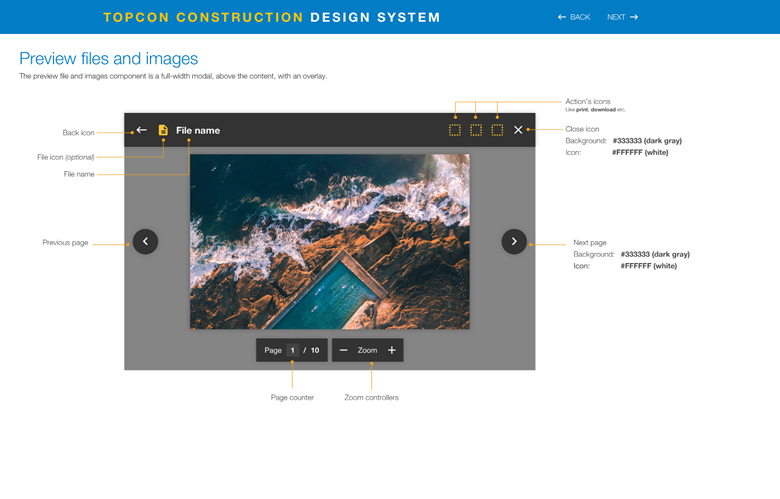 TOPCON CONSTRUCTION DESIGN SYSTEM
BACK
NEXT
Preview files and images
The preview file and images component is a full-width modal, above the content, with an overlay.
Action's icons
Like print, download etc.
Back icon
File name
Close icon
Background: #333333 (dark gray)
Icon: #FFFFFF (white)
File icon (optional)
File name
Previous page
Next page
Background: #333333 (dark gray)
Icon: #FFFFFF (white)
Page 1 / 10
Zoom
Page counter
Zoom controllers